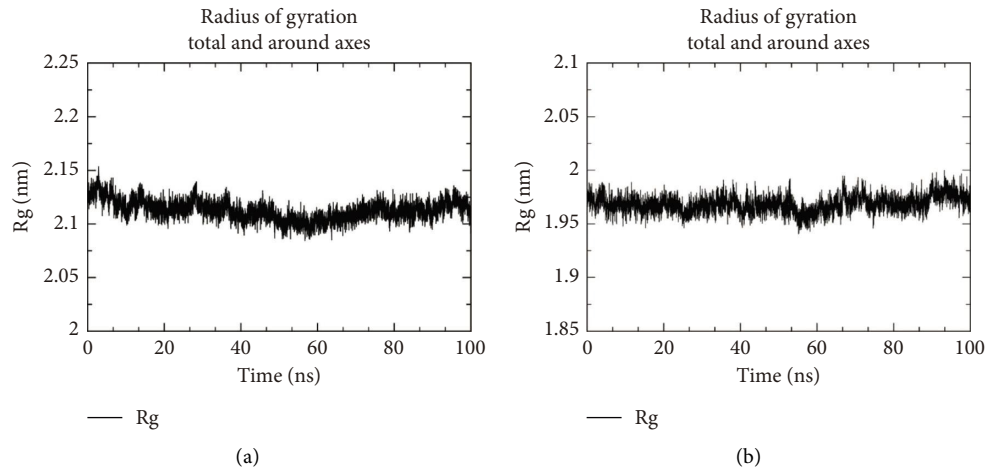 Radius of gyration
total and around axes
2.25
2.2
2.15
2.1
2.05
2
Rg (nm)
0 20 40 60 80 100
Time (ns)
Rg
(a)
Radius of gyration
total and around axes
2.1
2.05
2
1.95
1.9
1.85
Rg (nm)
0 20 40 60 80 100
Time (ns)
Rg
(b)